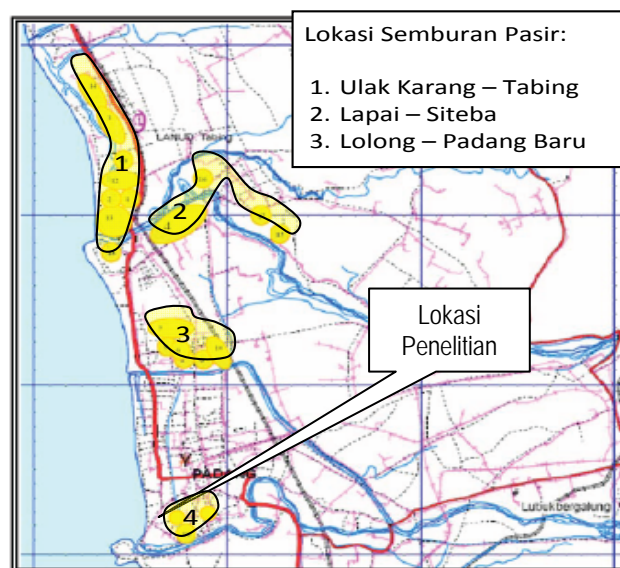 Lokasi Semburan Pasir:
1. Ulak Karang – Tabing
2. Lapai – Siteba
3. Lolong – Padang Baru
LANUD Tabing
1
2
3
Lokasi
Penelitian
PADANG
Lubukbergalung
4